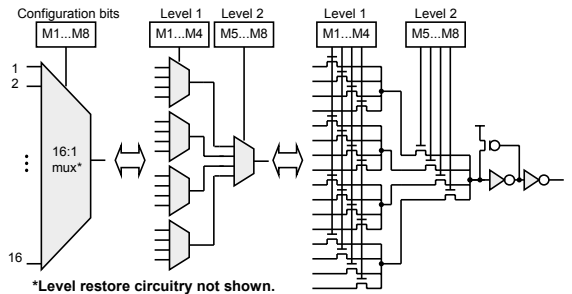 Configuration bits
M1...M8
Level 1
Level 2
M1...M4
M5...M8
Level 1
Level 2
M1...M4
M5...M8
1
2
16:1
mux*
16
*Level restore circuitry not shown.